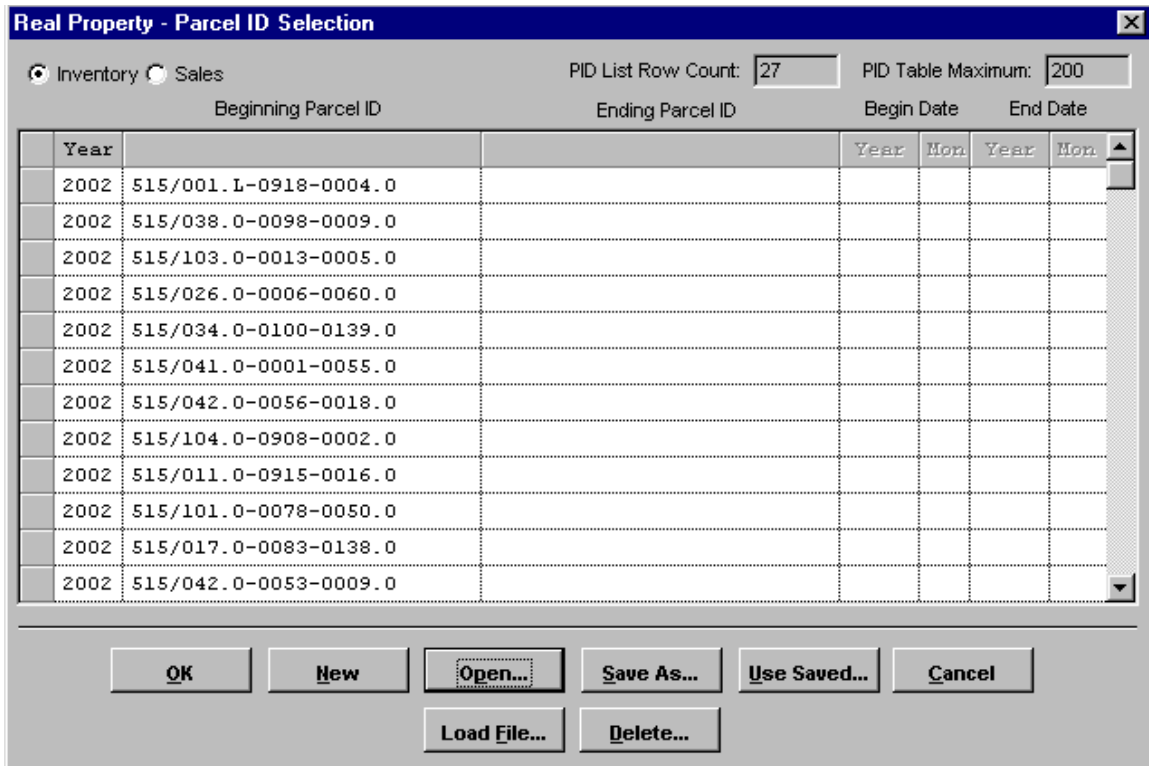 Real Property - Parcel ID Selection
Inventory Sales PID List Row Count: 27 PID Table Maximum: 200
Beginning Parcel ID Ending Parcel ID Begin Date End Date
Year Year Mon Year Mon
2002 515/001.L-0918-0004.0
2002 515/038.0-0098-0009.0
2002 515/103.0-0013-0005.0
2002 515/026.0-0006-0060.0
2002 515/034.0-0100-0139.0
2002 515/041.0-0001-0055.0
2002 515/042.0-0056-0018.0
2002 515/104.0-0908-0002.0
2002 515/011.0-0915-0016.0
2002 515/101.0-0078-0050.0
2002 515/017.0-0083-0138.0
2002 515/042.0-0053-0009.0
OK New Open... Save As... Use Saved... Cancel
Load File... Delete...